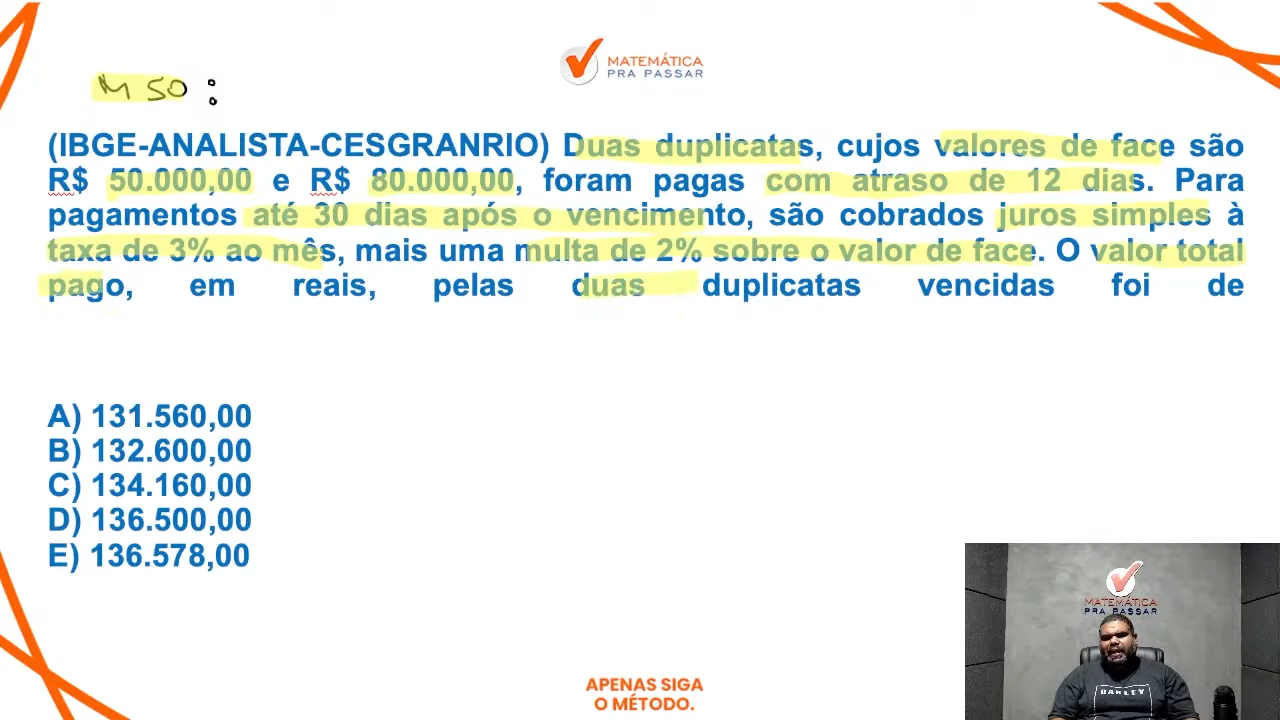 MATEMÁTICA
PRA PASSAR
M50 :
(IBGE-ANALISTA-CESGRANRIO) Duas duplicatas, cujos valores de face são
R$ 50.000,00 e R$ 80.000,00, foram pagas com atraso de 12 dias. Para
pagamentos até 30 dias após o vencimento, são cobrados juros simples à
taxa de 3% ao mês, mais uma multa de 2% sobre o valor de face. O valor total
pago, em reais, pelas duas duplicatas vencidas foi de
A) 131.560,00
B) 132.600,00
C) 134.160,00
D) 136.500,00
E) 136.578,00
MATEMÁTICA
PRA PASSAR
OAKLEY
APENAS SIGA
O MÉTODO.